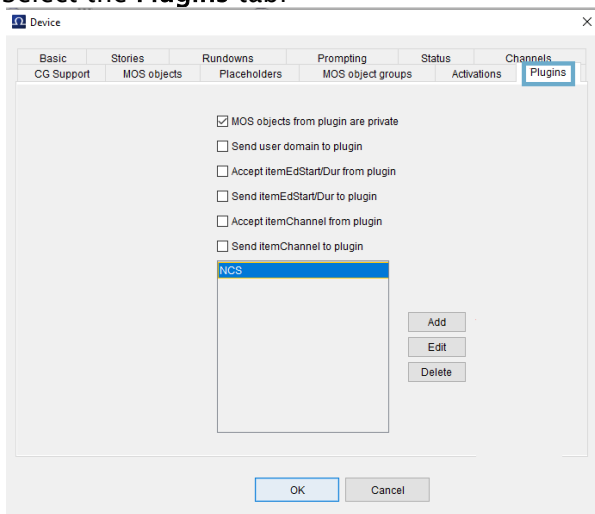 Select the Plugins tab.
Device
Basic Stories Rundowns Prompting Status Channels
CG Support MOS objects Placeholders MOS object groups Activations Plugins
MOS objects from plugin are private
Send user domain to plugin
Accept itemEdStart/Dur from plugin
Send itemEdStart/Dur to plugin
Accept itemChannel from plugin
Send itemChannel to plugin
NCS
Add
Edit
Delete
OK Cancel